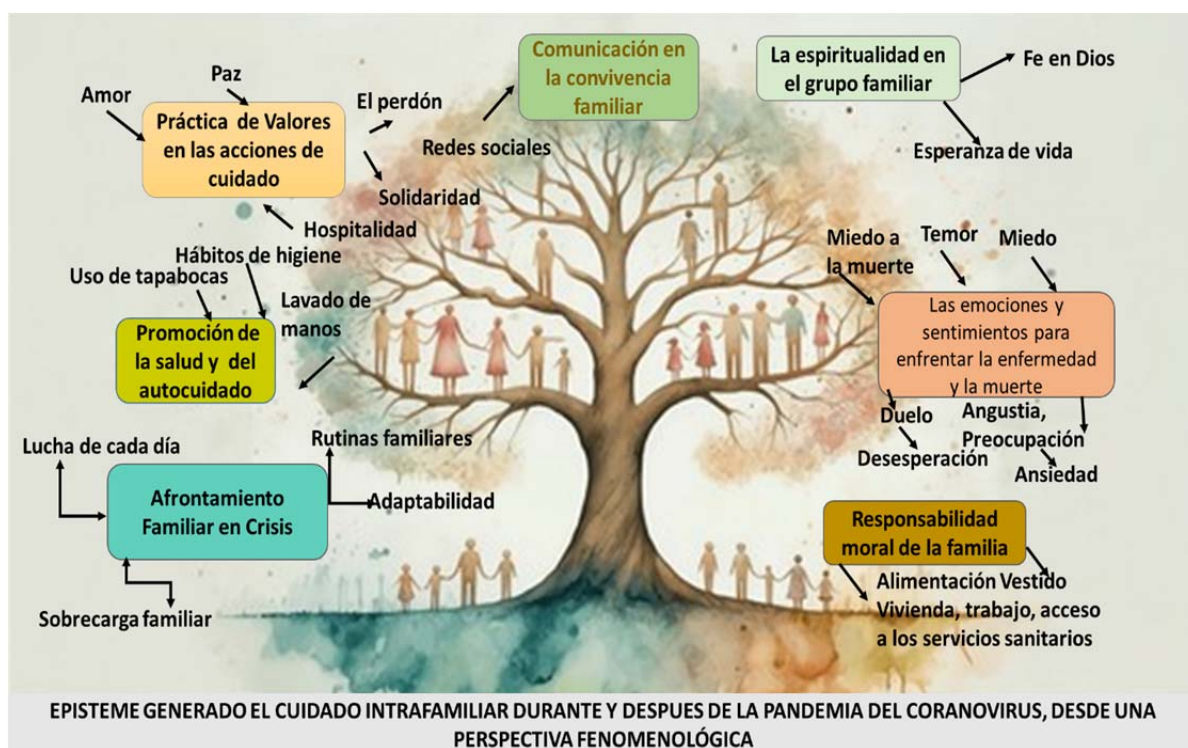 Paz
Amor
Práctica de Valores
en las acciones de
cuidado
El perdón
Solidaridad
Hospitalidad
Comunicación en
la convivencia
familiar
Redes sociales
La espiritualidad en
el grupo familiar
Fe en Dios
Esperanza de vida
Hábitos de higiene
Uso de tapabocas
Lavado de
manos
Promoción de
la salud y del
autocuidado
Miedo a
la muerte
Temor
Miedo
Las emociones y
sentimientos para
enfrentar la enfermedad
y la muerte
Duelo
Desesperación
Angustia,
Preocupación
Ansiedad
Lucha de cada día
Rutinas familiares
Afrontamiento
Familiar en Crisis
Adaptabilidad
Sobrecarga familiar
Responsabilidad
moral de la familia
Alimentación Vestido
Vivienda, trabajo, acceso
a los servicios sanitarios
EPISTEME GENERADO EL CUIDADO INTRAFAMILIAR DURANTE Y DESPUES DE LA PANDEMIA DEL CORANOVIRUS, DESDE UNA
PERSPECTIVA FENOMENOLÓGICA